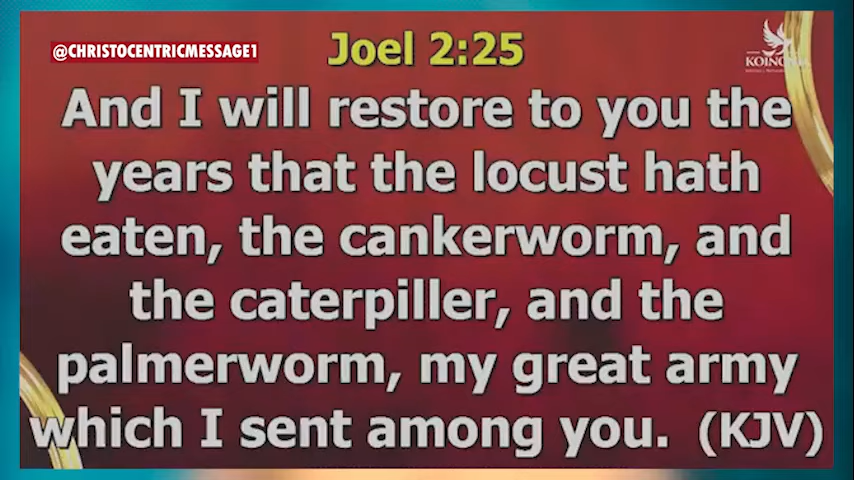 @CHRISTOCENTRICMESSAGE1
Joel 2:25
And I will restore to you the
years that the locust hath
eaten, the cankerworm, and
the caterpiller, and the
palmerworm, my great army
which I sent among you. (KJV)